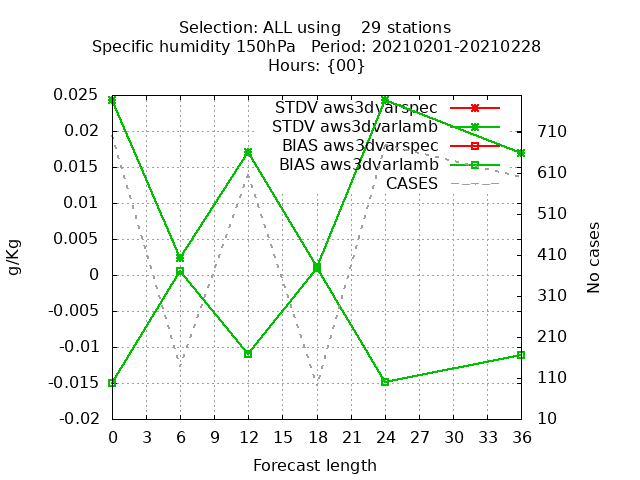 Selection: ALL using    29 stations
Specific humidity 150hPa   Period: 20210201-20210228
Hours: {00}
STDV aws3dvarspec
STDV aws3dvarlamb
BIAS aws3dvarspec
BIAS aws3dvarlamb
CASES
0.025
0.02
0.015
0.01
0.005
0
-0.005
-0.01
-0.015
-0.02
g/Kg
710
610
510
410
310
210
110
10
No cases
0 3 6 9 12 15 18 21 24 27 30 33 36
Forecast length